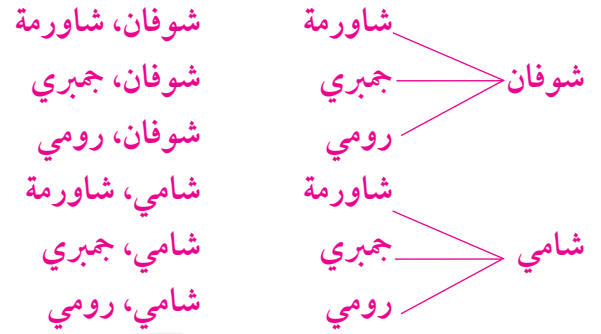 شاورمة شوفان، شاورمة
شوفان جمبري شوفان، جمبري
رومي شوفان، رومي
شاورمة شامي، شاورمة
شامي جمبري شامي، جمبري
رومي شامي، رومي